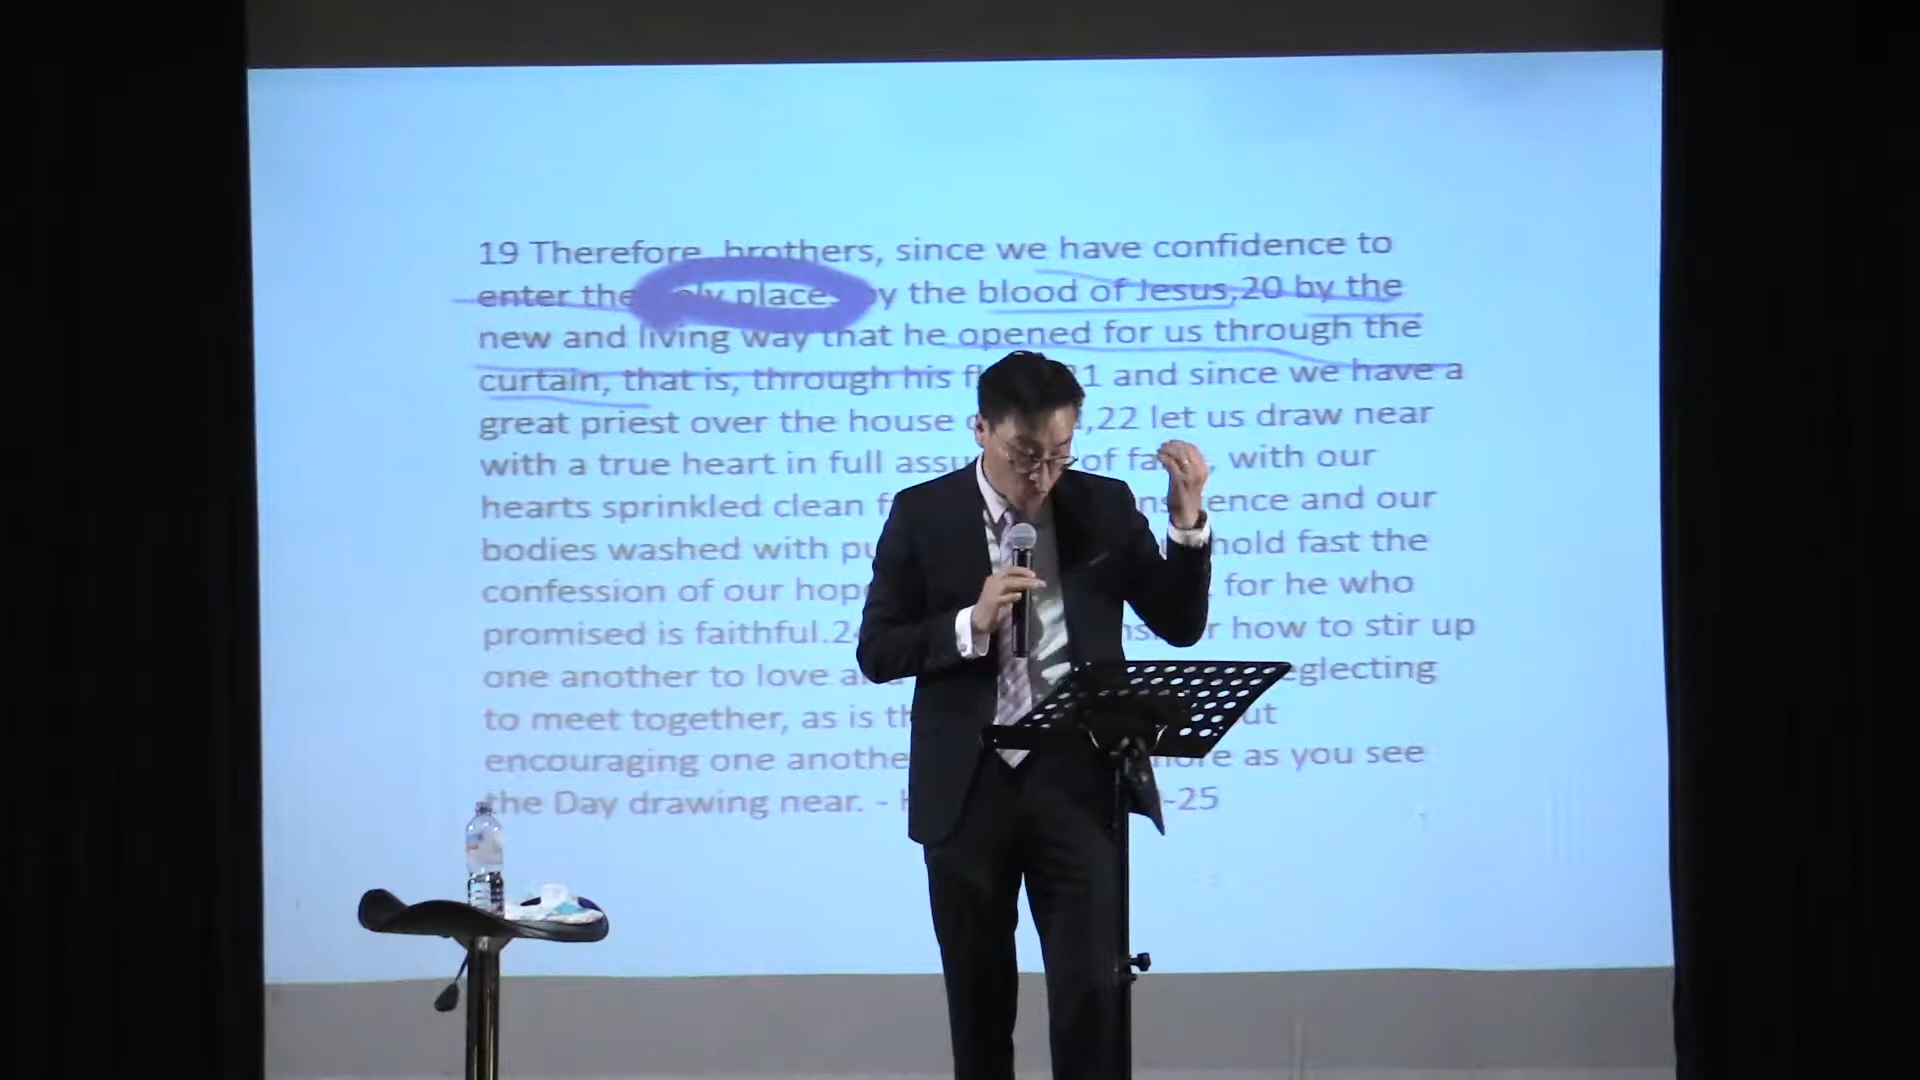 19 Therefore, brothers, since we have confidence to
enter the holy places by the blood of Jesus,20 by the
new and living way that he opened for us through the
curtain, that is, through his 21 and since we have a
great priest over the house ,22 let us draw near
with a true heart in full of , with our
hearts sprinkled clean and our
bodies washed with hold fast the
confession of our for he who
promised is faithful. how to stir up
one another to love
to meet together, as is
encouraging one as you see
the Day drawing near. - -25